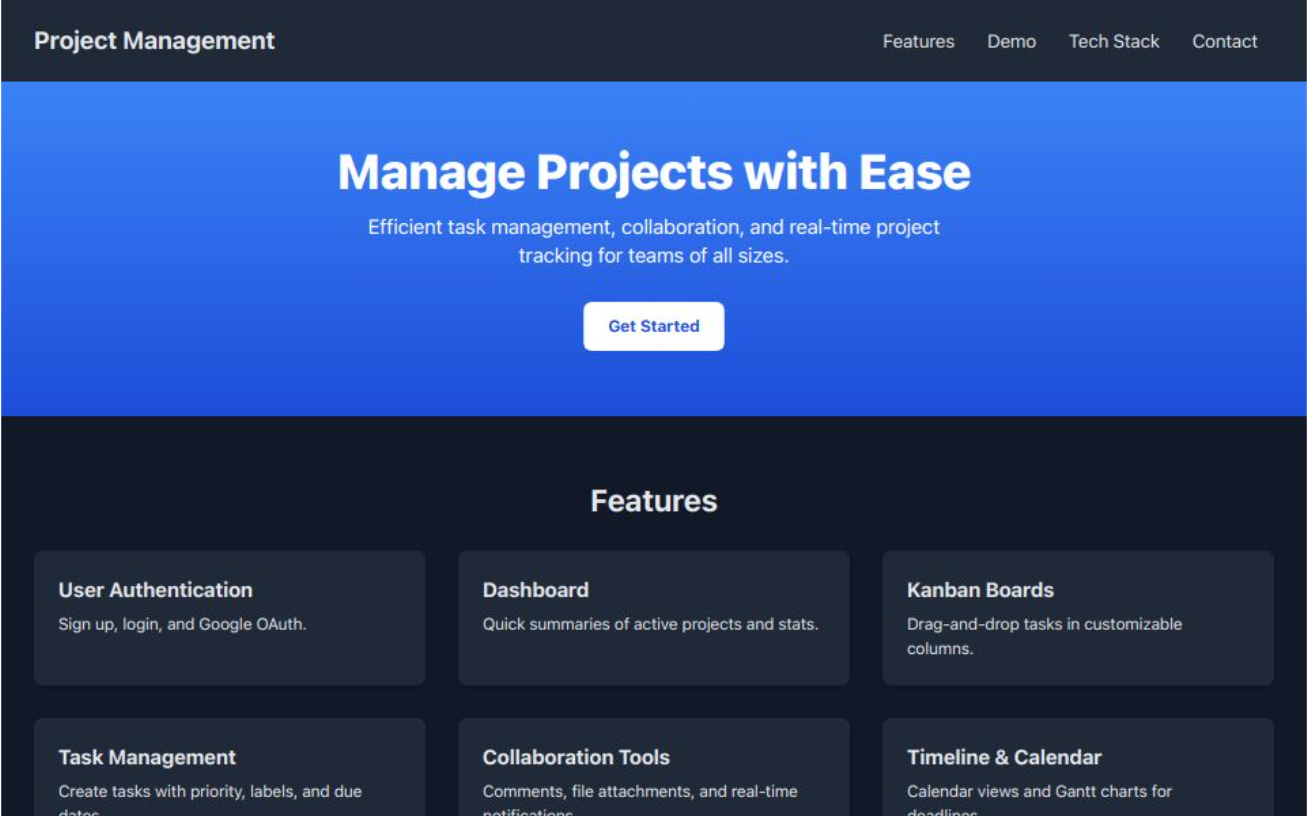 Project Management
Features
Demo
Tech Stack
Contact
Manage Projects with Ease
Efficient task management, collaboration, and real-time project
tracking for teams of all sizes.
Get Started
Features
User Authentication
Sign up, login, and Google OAuth.
Dashboard
Quick summaries of active projects and stats.
Kanban Boards
Drag-and-drop tasks in customizable
columns.
Task Management
Create tasks with priority, labels, and due
dates.
Collaboration Tools
Comments, file attachments, and real-time
notifications.
Timeline & Calendar
Calendar views and Gantt charts for
deadlines.